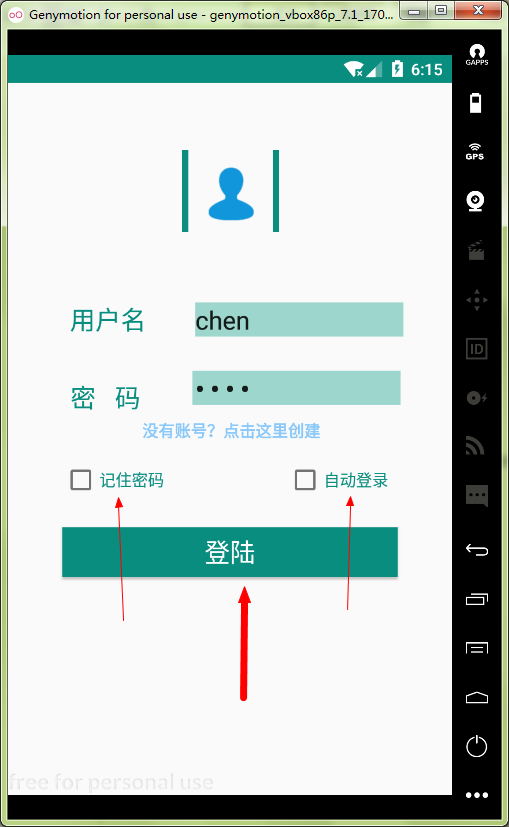 Genymotion for personal use - genymotion_vbox86p_7.1_170...
GAPPS
6:15
GPS
用户名
chen
ID
密 码
没有账号？点击这里创建
记住密码
自动登录
登陆
free for personal use